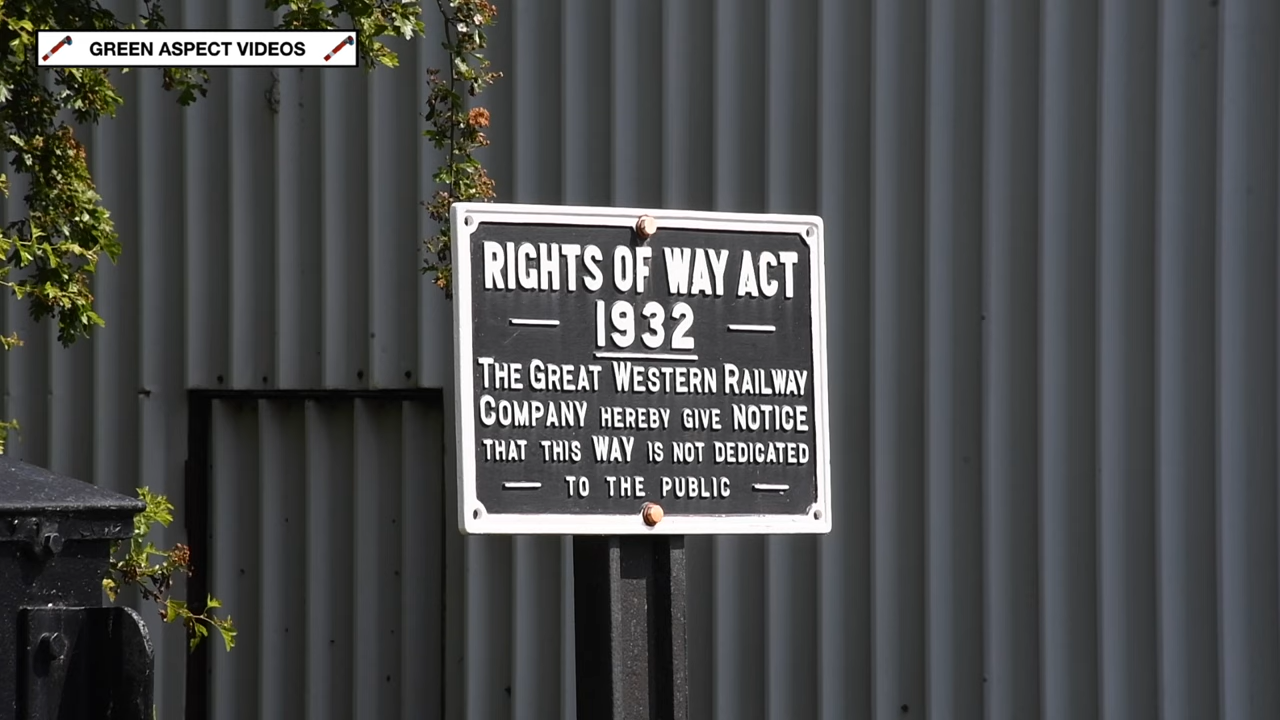 GREEN ASPECT VIDEOS
RIGHTS OF WAY ACT
1932
THE GREAT WESTERN RAILWAY
COMPANY HEREBY GIVE NOTICE
THAT THIS WAY IS NOT DEDICATED
TO THE PUBLIC